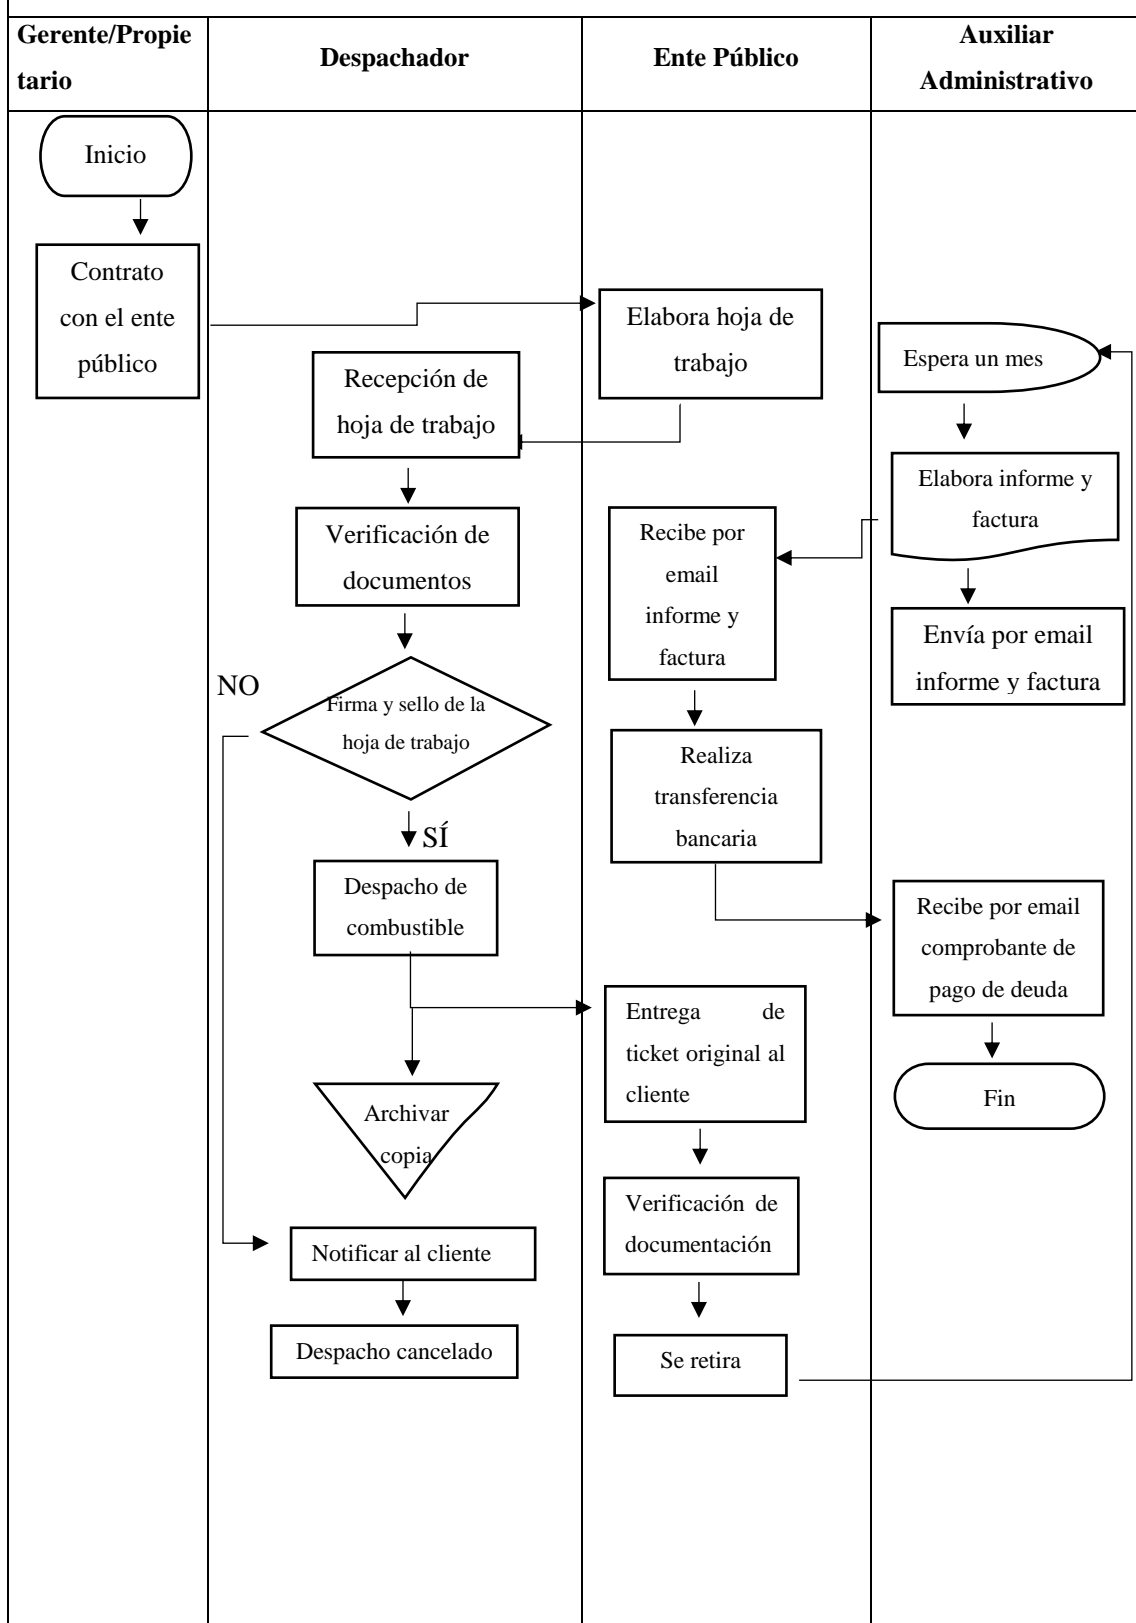 Gerente/Propie
tario
Despachador
Ente Público
Auxiliar
Administrativo
Inicio
Contrato
con el ente
público
Elabora hoja de
trabajo
Recepción de
hoja de trabajo
Verificación de
documentos
NO
Firma y sello de la
hoja de trabajo
SÍ
Despacho de
combustible
Archivar
copia
Notificar al cliente
Despacho cancelado
Recibe por
email
informe y
factura
Realiza
transferencia
bancaria
Entrega de
ticket original al
cliente
Verificación de
documentación
Se retira
Espera un mes
Elabora informe y
factura
Envía por email
informe y factura
Recibe por email
comprobante de
pago de deuda
Fin